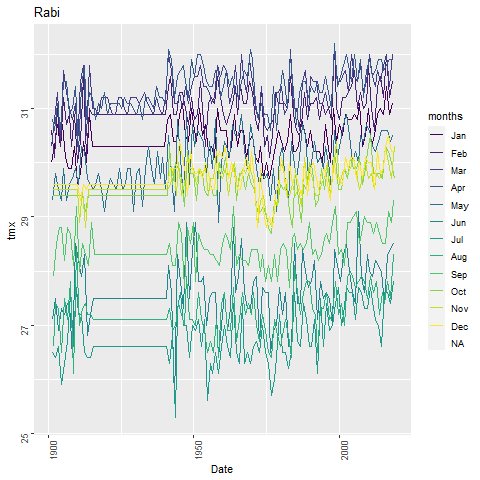 Rabi
months
Jan
Feb
Mar
Apr
May
Jun
Jul
Aug
Sep
Oct
Nov
Dec
NA
tmx
31
29
27
25
1900
1950
2000
Date